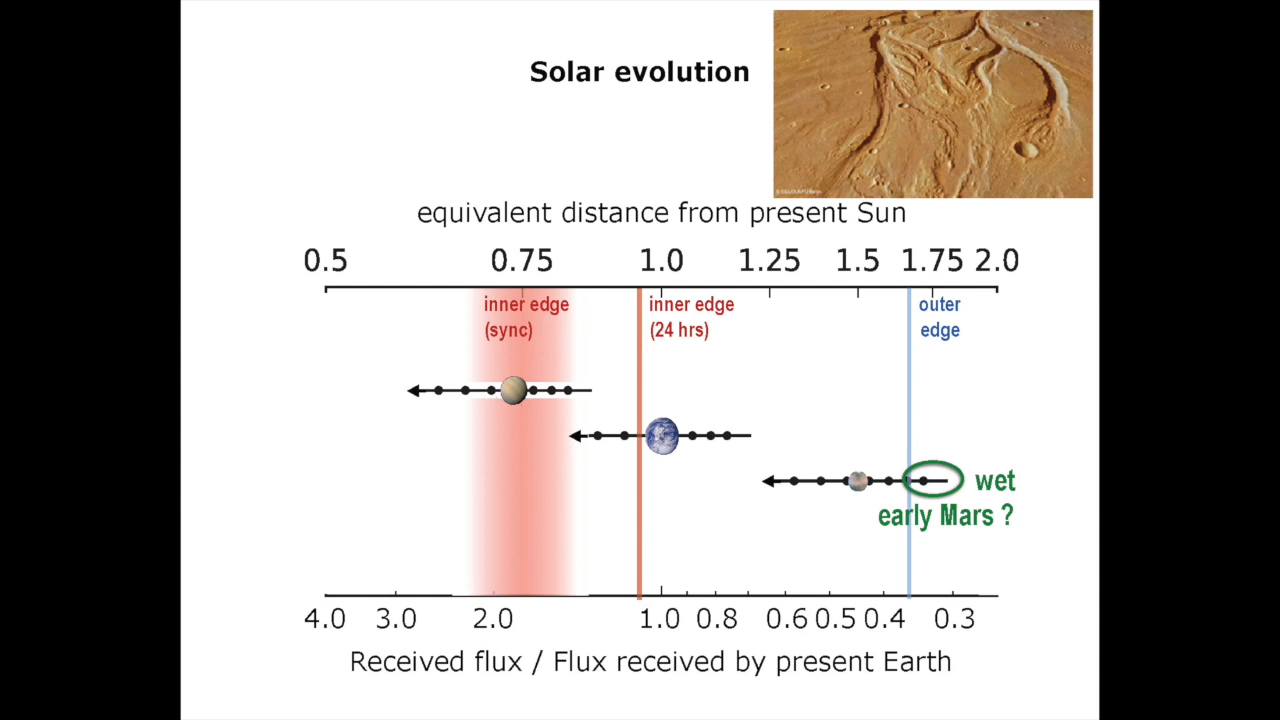 Solar evolution
equivalent distance from present Sun
0.5 0.75 1.0 1.25 1.5 1.75 2.0
inner edge
(sync)
inner edge
(24 hrs)
outer
edge
wet
early Mars ?
4.0 3.0 2.0 1.0 0.8 0.6 0.5 0.4 0.3
Received flux / Flux received by present Earth